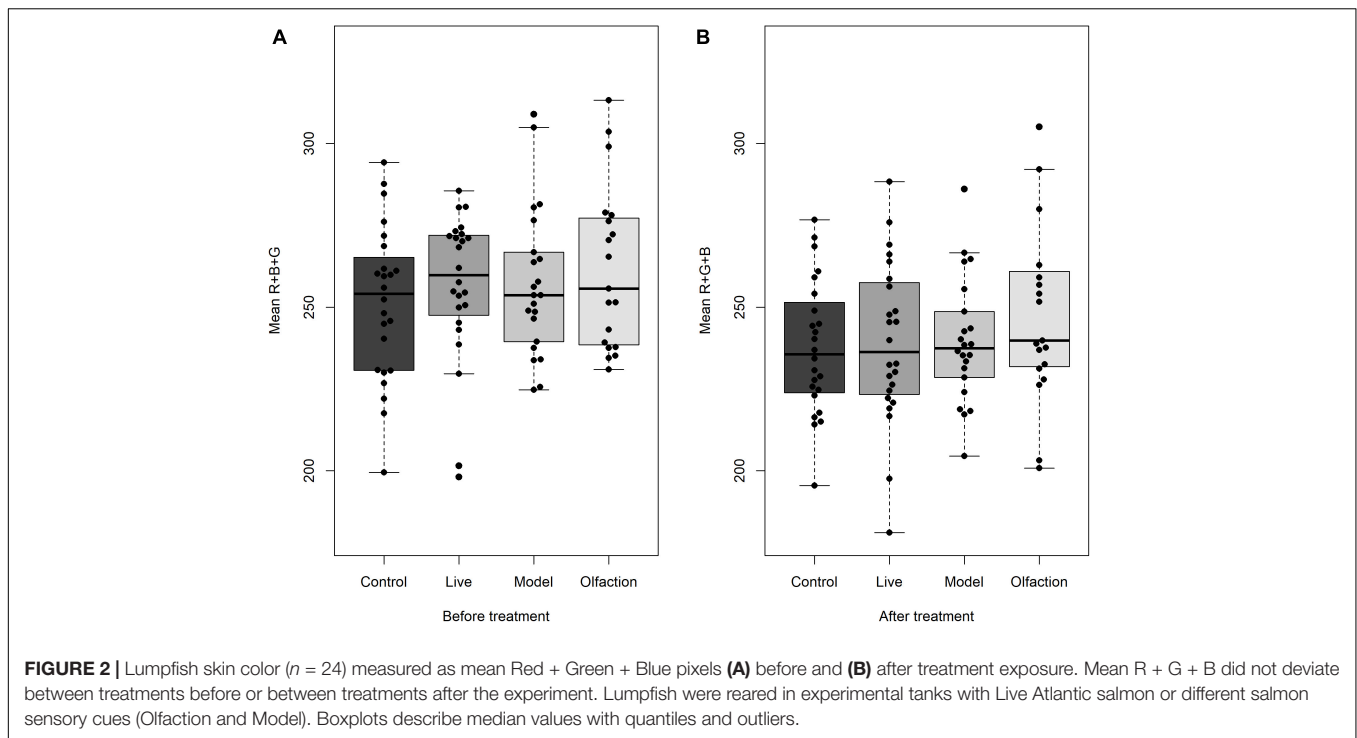 A
B
Mean R+B+G
300
250
200
Control Live Model Olfaction
Before treatment
Mean R+G+B
300
250
200
Control Live Model Olfaction
After treatment
FIGURE 2 | Lumpfish skin color (n = 24) measured as mean Red + Green + Blue pixels (A) before and (B) after treatment exposure. Mean R + G + B did not deviate
between treatments before or between treatments after the experiment. Lumpfish were reared in experimental tanks with Live Atlantic salmon or different salmon
sensory cues (Olfaction and Model). Boxplots describe median values with quantiles and outliers.